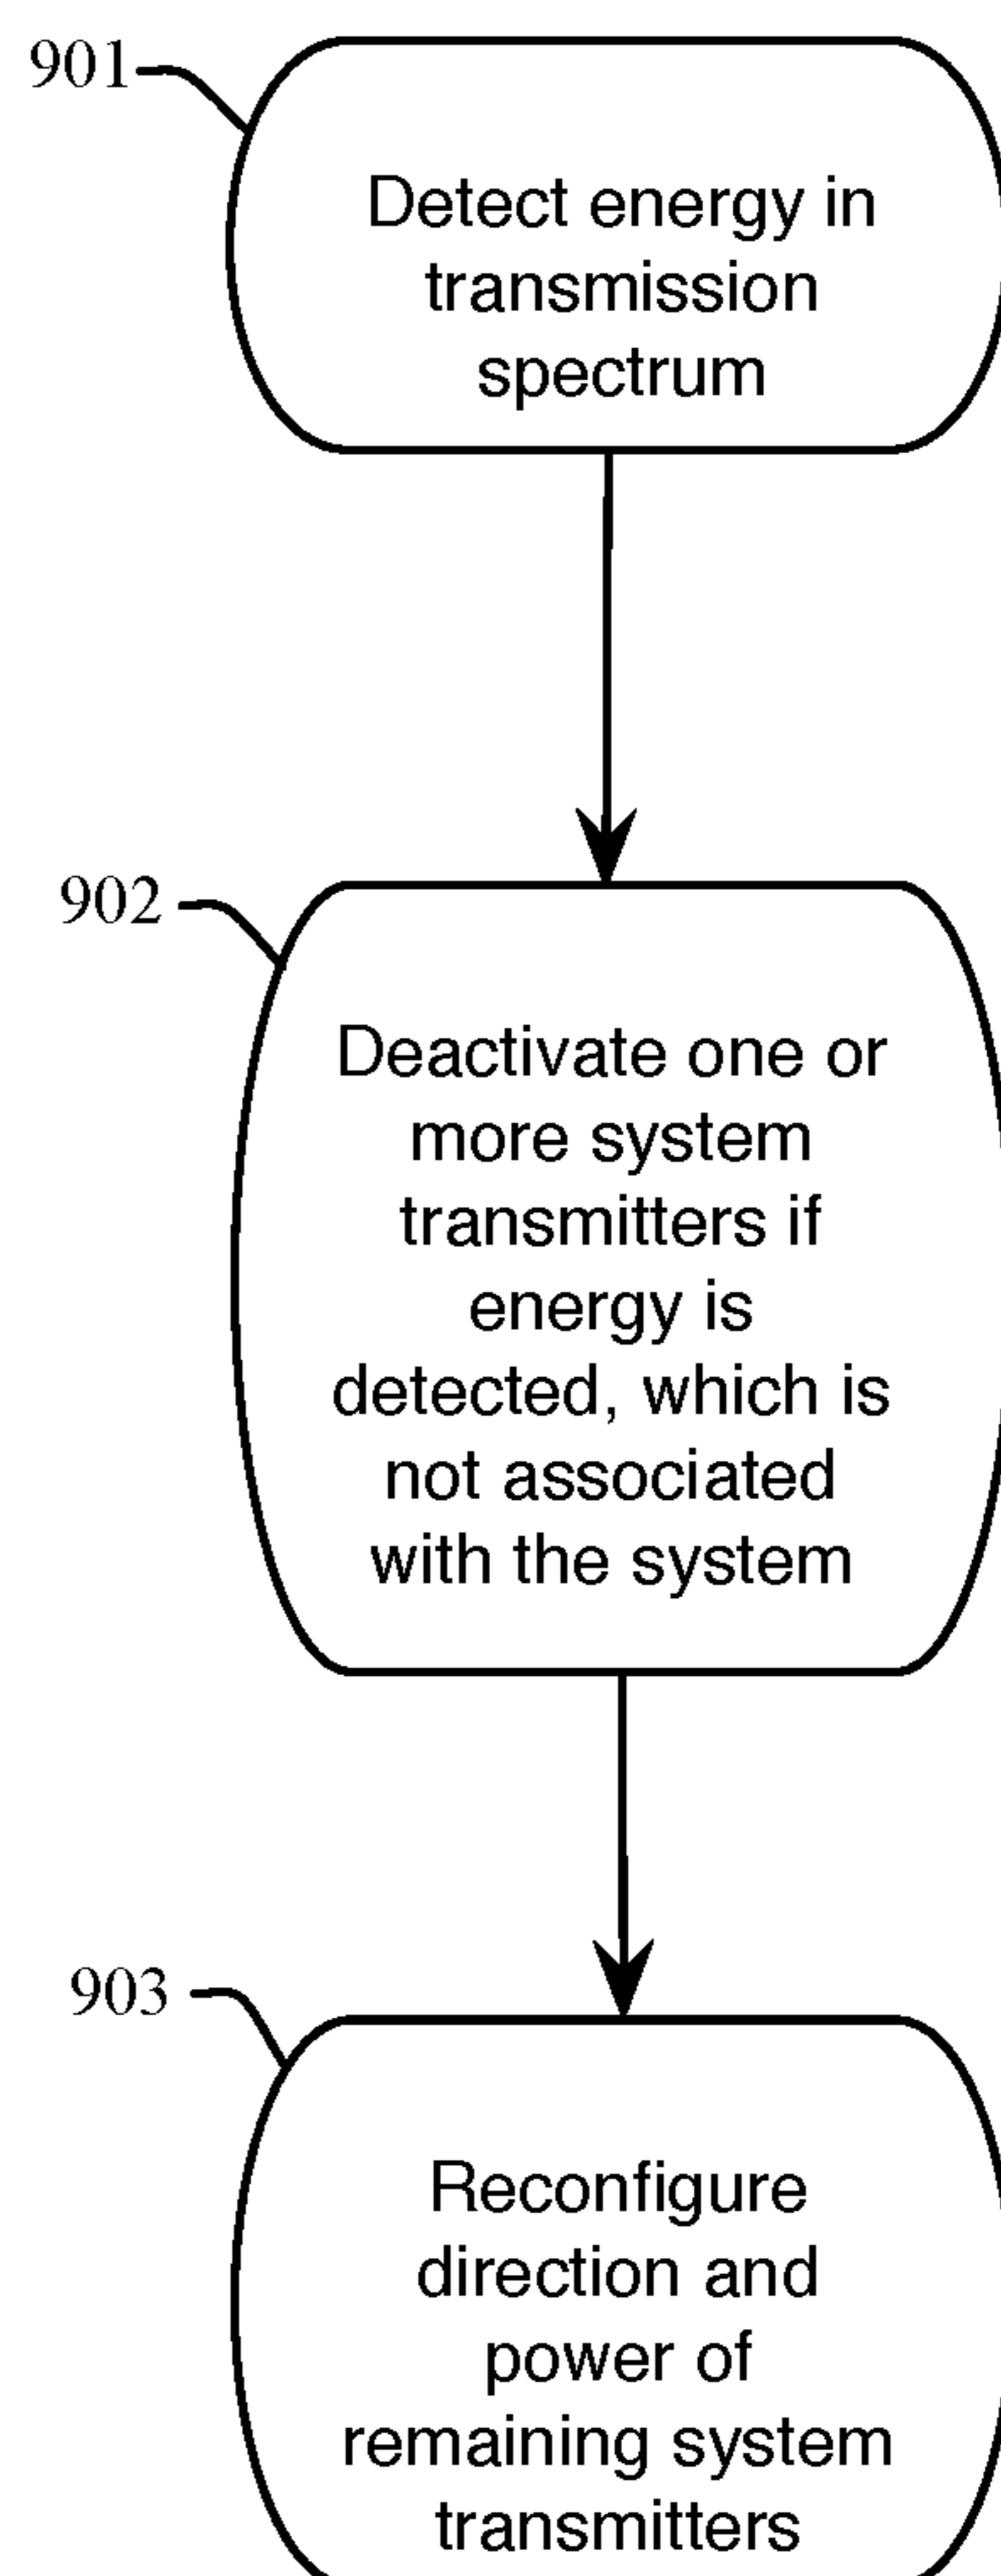 901
Detect energy in
transmission
spectrum
902
Deactivate one or
more system
transmitters if
energy is
detected, which is
not associated
with the system
903
Reconfigure
direction and
power of
remaining system
transmitters